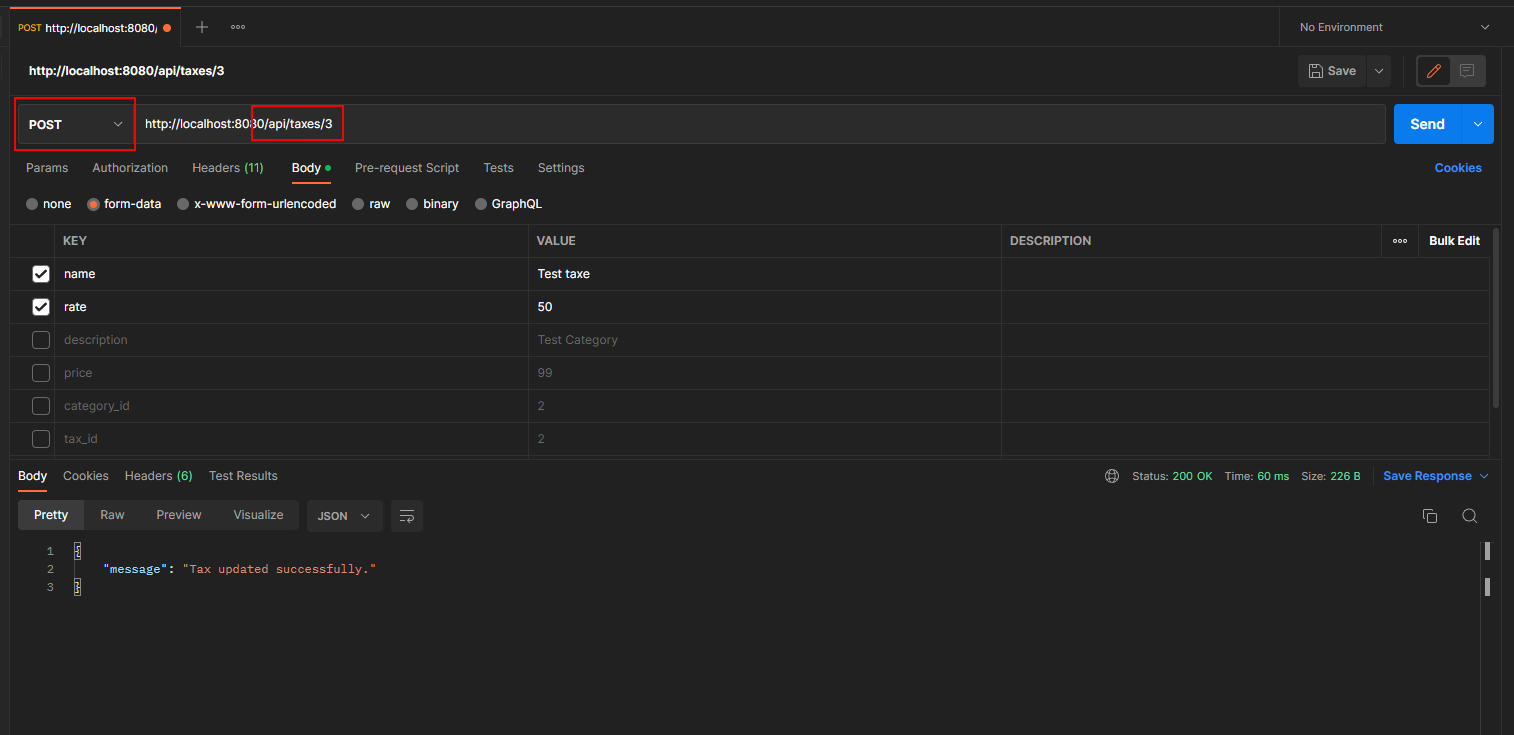 POST http://localhost:8080/
No Environment
http://localhost:8080/api/taxes/3
Save
POST http://localhost:8080/api/taxes/3 Send
Params Authorization Headers (11) Body Pre-request Script Tests Settings Cookies
none form-data x-www-form-urlencoded raw binary GraphQL
KEY VALUE DESCRIPTION Bulk Edit
name Test taxe
rate 50
description Test Category
price 99
category_id 2
tax_id 2
Body Cookies Headers (6) Test Results Status: 200 OK Time: 60 ms Size: 226 B Save Response
Pretty Raw Preview Visualize JSON
1 {
2 "message": "Tax updated successfully."
3 }